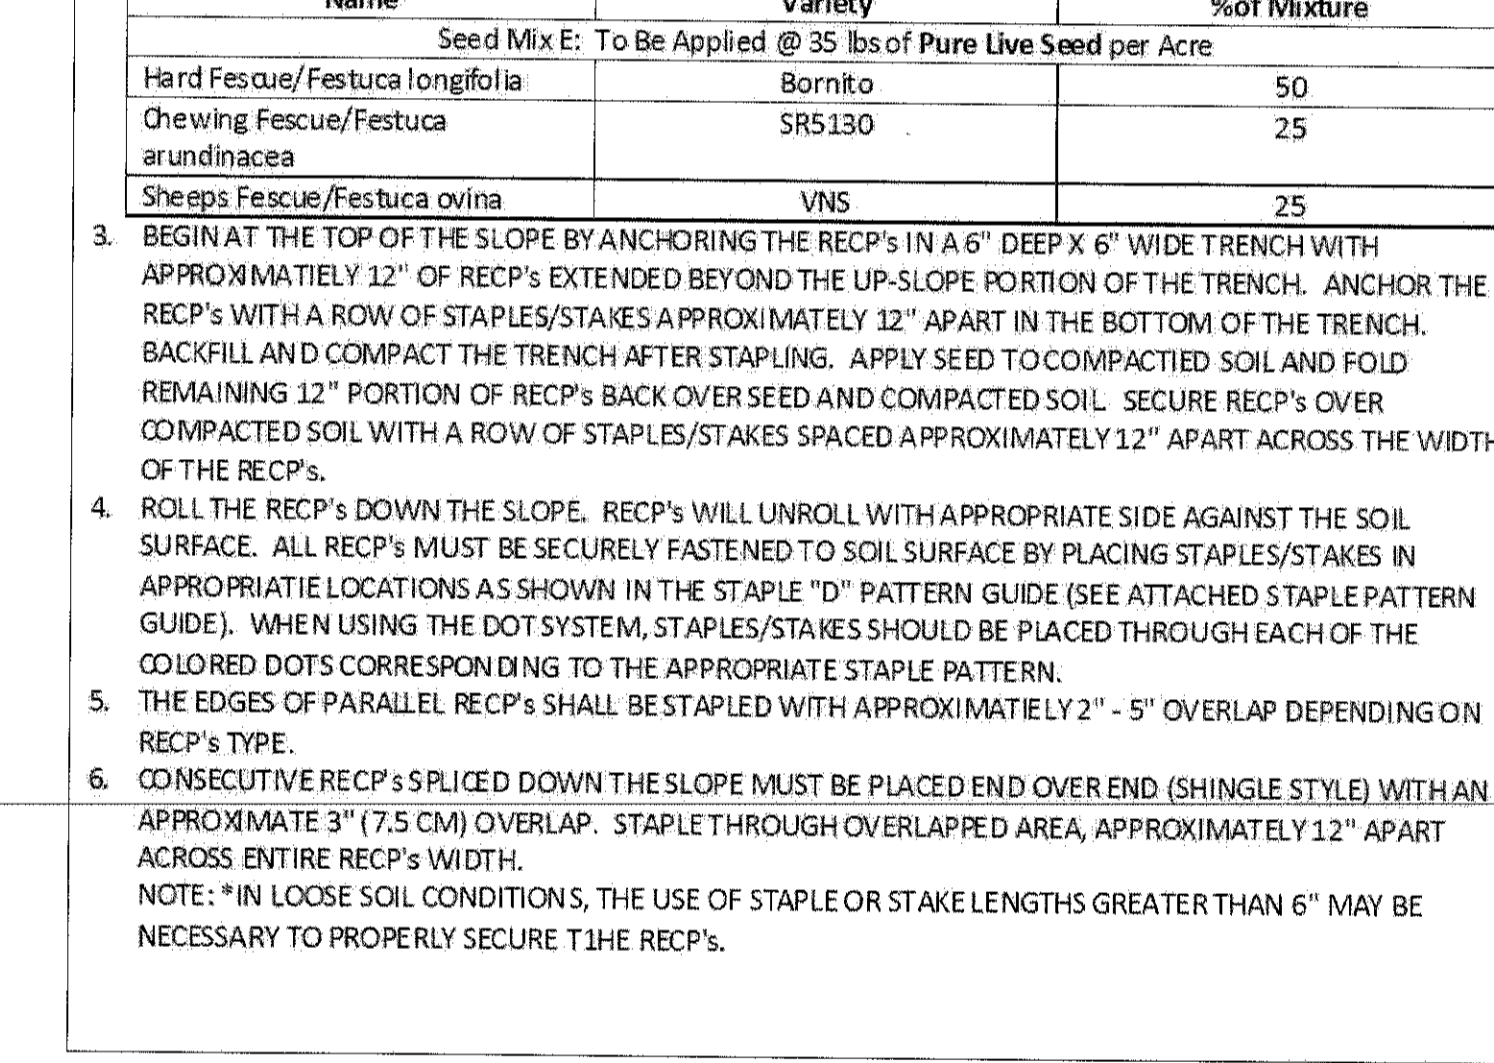 Name Variety %of Mixture
Seed Mix E: To Be Applied @ 35 lbs of Pure Live Seed per Acre
Hard Fescue/Festuca longifolia Bornito 50
Chewing Fescue/Festuca SR5130 25
arundinacea
Sheeps Fescue/Festuca ovina VNS 25
3. BEGIN AT THE TOP OF THE SLOPE BY ANCHORING THE RECP's IN A 6" DEEP X 6" WIDE TRENCH WITH
APPROXIMATIELY 12" OF RECP's EXTENDED BEYOND THE UP-SLOPE PORTION OF THE TRENCH. ANCHOR THE
RECP's WITH A ROW OF STAPLES/STAKES APPROXIMATELY 12" APART IN THE BOTTOM OF THE TRENCH.
BACKFILL AND COMPACT THE TRENCH AFTER STAPLING. APPLY SEED TO COMPACTIED SOIL AND FOLD
REMAINING 12" PORTION OF RECP's BACK OVER SEED AND COMPACTED SOIL SECURE RECP's OVER
COMPACTED SOIL WITH A ROW OF STAPLES/STAKES SPACED APPROXIMATELY 12" APART ACROSS THE WIDTH
OF THE RECP's.
4. ROLL THE RECP's DOWN THE SLOPE. RECP's WILL UNROLL WITH APPROPRIATE SIDE AGAINST THE SOIL
SURFACE. ALL RECP's MUST BE SECURELY FASTENED TO SOIL SURFACE BY PLACING STAPLES/STAKES IN
APPROPRIATIE LOCATIONS AS SHOWN IN THE STAPLE "D" PATTERN GUIDE (SEE ATTACHED STAPLE PATTERN
GUIDE). WHEN USING THE DOT SYSTEM, STAPLES/STAKES SHOULD BE PLACED THROUGH EACH OF THE
COLORED DOTS CORRESPONDING TO THE APPROPRIATE STAPLE PATTERN.
5. THE EDGES OF PARALLEL RECP's SHALL BE STAPLED WITH APPROXIMATIELY 2" - 5" OVERLAP DEPENDING ON
RECP's TYPE.
6. CONSECUTIVE RECP's SPLICED DOWN THE SLOPE MUST BE PLACED END OVER END (SHINGLE STYLE) WITH AN
APPROXIMATE 3" (7.5 CM) OVERLAP. STAPLE THROUGH OVERLAPPED AREA, APPROXIMATELY 12" APART
ACROSS ENTIRE RECP's WIDTH.
NOTE: *IN LOOSE SOIL CONDITIONS, THE USE OF STAPLE OR STAKE LENGTHS GREATER THAN 6" MAY BE
NECESSARY TO PROPERLY SECURE T1HE RECP's.